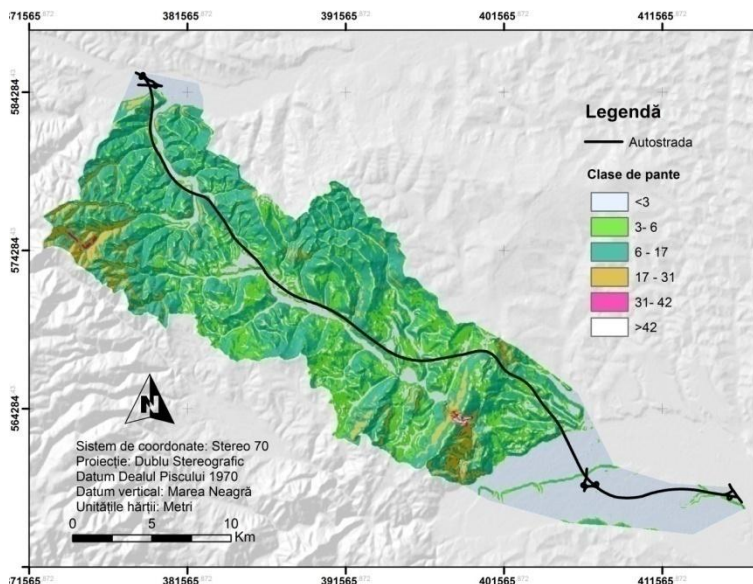 371565
381565
391565
401565
411565
584284
574284
564284
Legendă
Autostrada
Clase de pante
<3
3- 6
6 - 17
17 - 31
31- 42
>42
N
Sistem de coordonate: Stereo 70
Proiecție: Dublu Stereografic
Datum Dealul Piscului 1970
Datum vertical: Marea Neagră
Unitățile hărții: Metri
0 5 10
Km
371565
381565
391565
401565
411565